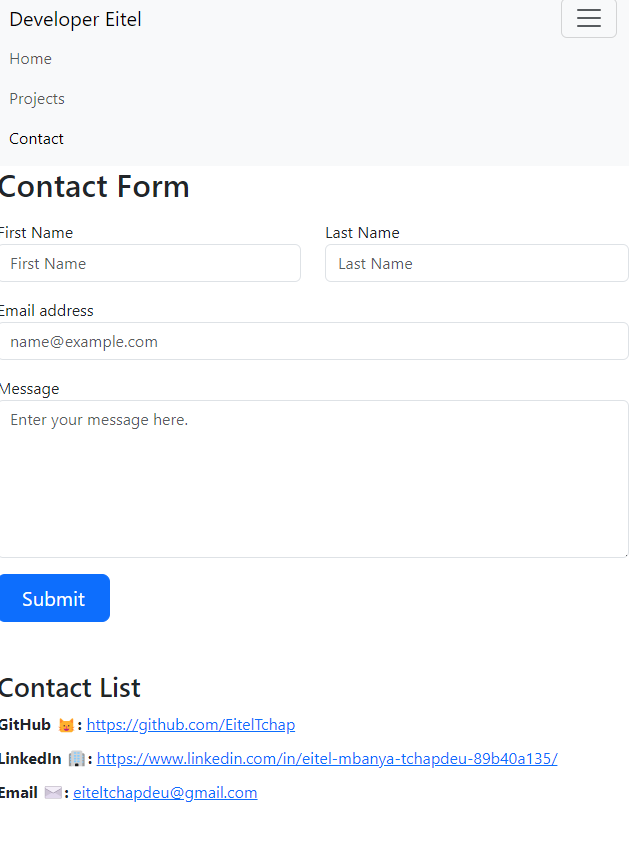 Developer Eitel
Home
Projects
Contact
Contact Form
First Name Last Name
First Name Last Name
Email address
name@example.com
Message
Enter your message here.
Submit
Contact List
GitHub 😺: https://github.com/EitelTchap
LinkedIn 🏢: https://www.linkedin.com/in/eitel-mbanya-tchapdeu-89b40a135/
Email ✉️: eiteltchapdeu@gmail.com